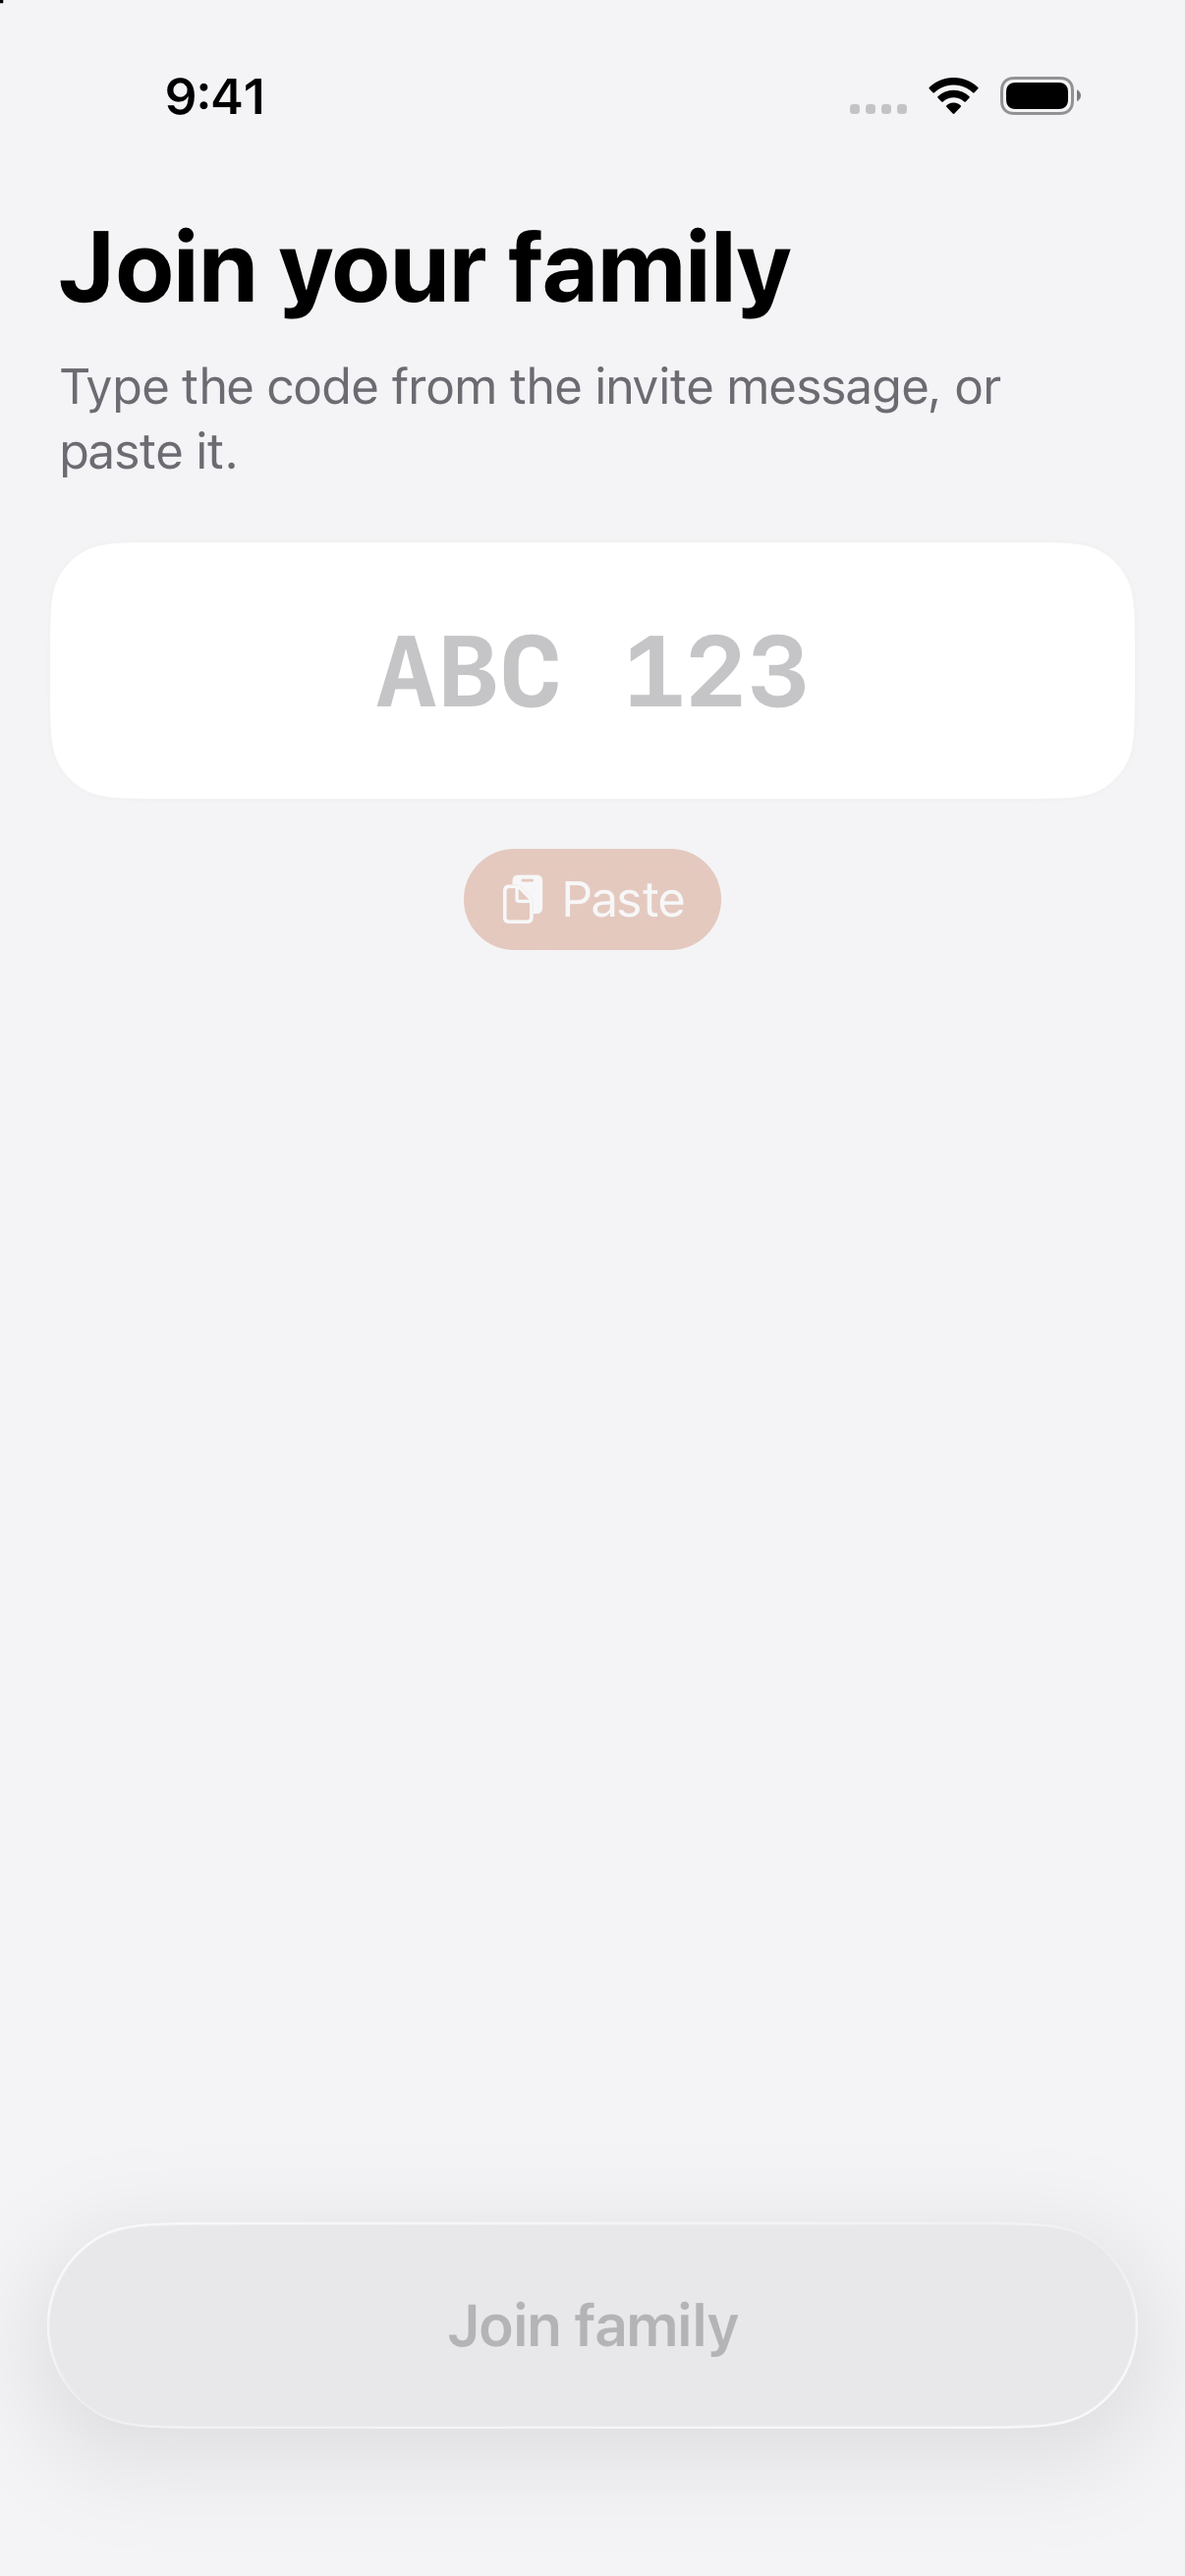 9:41
Join your family
Type the code from the invite message, or
paste it.
ABC 123
Paste
Join family